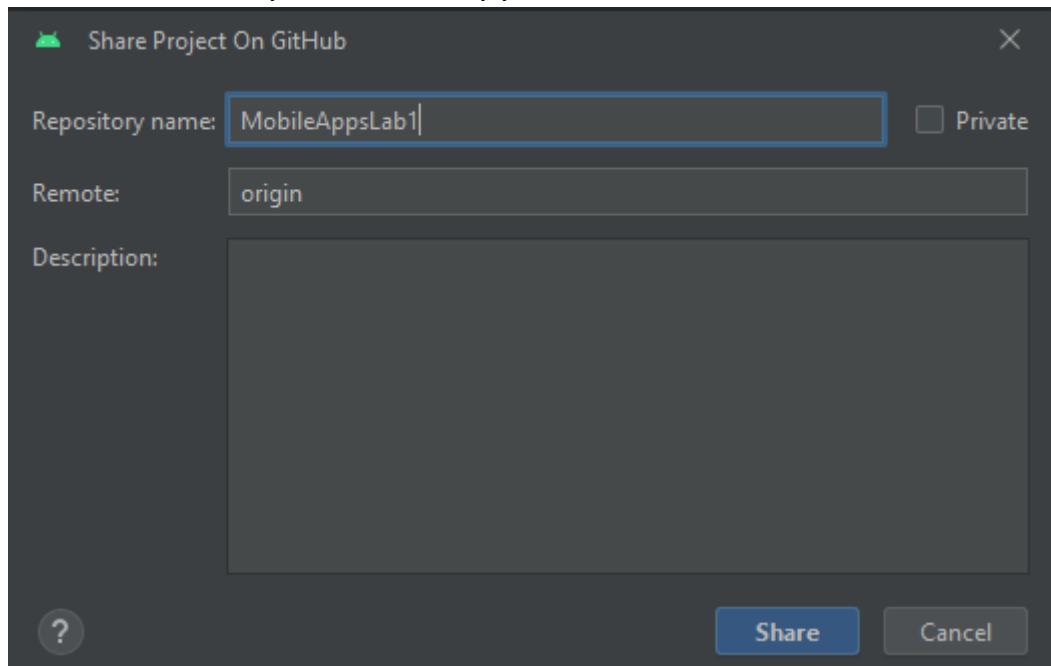 Share Project On GitHub
Repository name: MobileAppsLab1 Private
Remote: origin
Description:
? Share Cancel